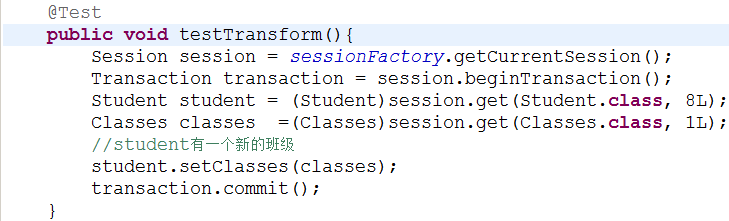 @Test
public void testTransform(){
Session session = sessionFactory.getCurrentSession();
Transaction transaction = session.beginTransaction();
Student student = (Student)session.get(Student.class, 8L);
Classes classes  =(Classes)session.get(Classes.class, 1L);
//student有一个新的班级
student.setClasses(classes);
transaction.commit();
}